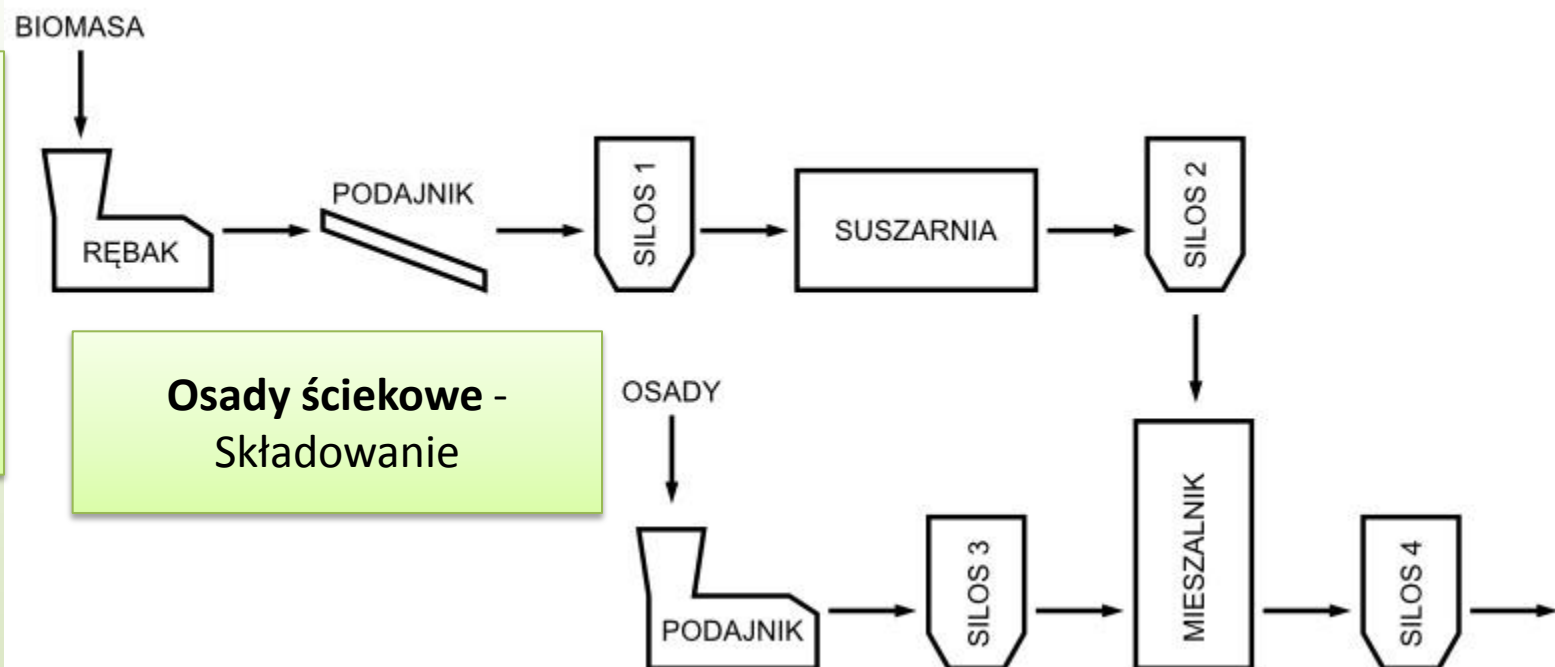 BIOMASA
PODAJNIK
RĘBAK
SILOS 1
SUSZARNIA
SILOS 2
Osady ściekowe -
Składowanie
OSADY
PODAJNIK
SILOS 3
MIESZALNIK
SILOS 4